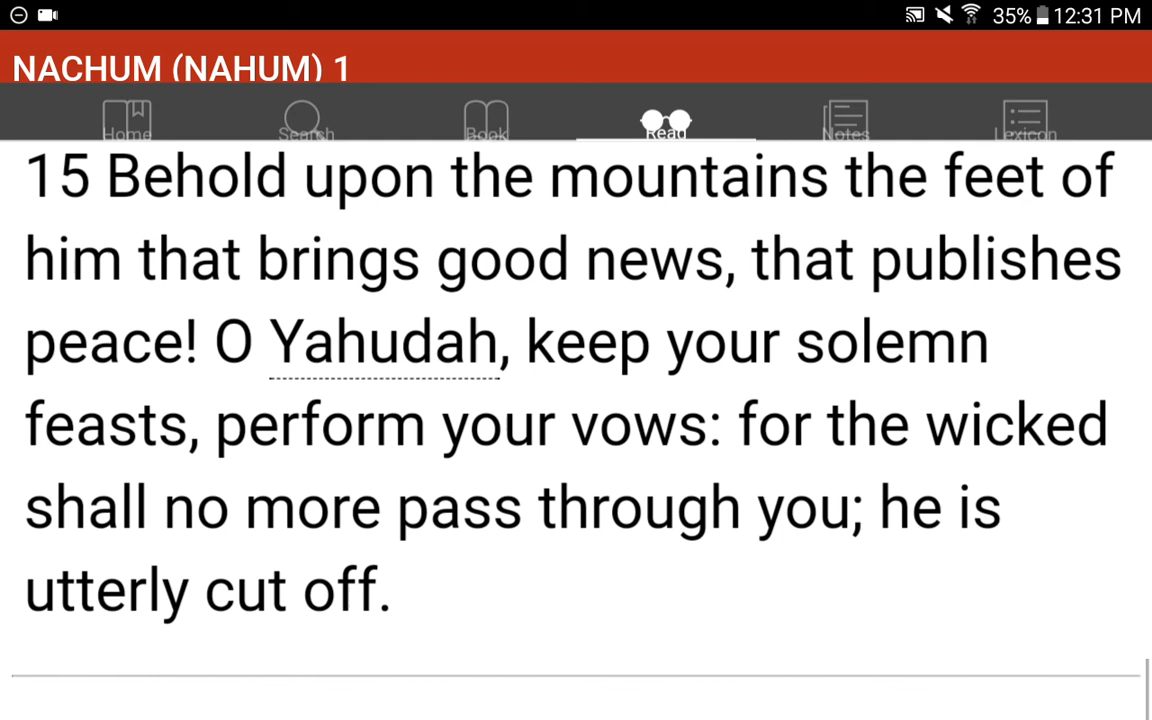 35% 12:31 PM
NACHUM (NAHUM) 1
Home Search Book Read Notes Lexicon
15 Behold upon the mountains the feet of
him that brings good news, that publishes
peace! O Yahudah, keep your solemn
feasts, perform your vows: for the wicked
shall no more pass through you; he is
utterly cut off.